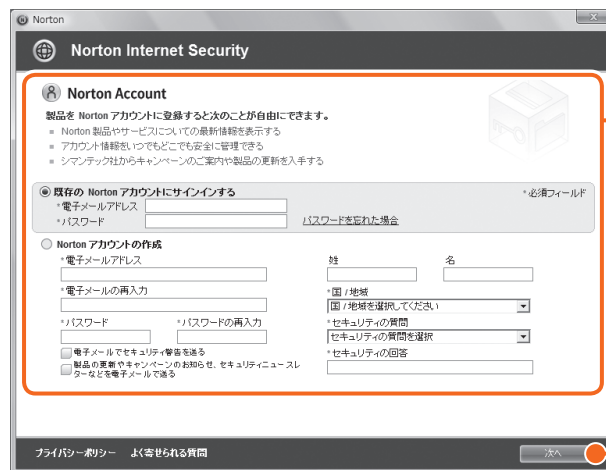 Norton
Norton Internet Security
Norton Account
製品を Norton アカウントに登録すると次のことが自由にできます。
Norton 製品やサービスについての最新情報を表示する
アカウント情報をいつでもどこでも安全に管理できる
シマンテック社からキャンペーンのご案内や製品の更新を入手する
既存の Norton アカウントにサインインする
*必須フィールド
*電子メールアドレス
*パスワード
パスワードを忘れた場合
Norton アカウントの作成
*電子メールアドレス
姓
名
*電子メールの再入力
*国 / 地域
国 / 地域を選択してください
*パスワード
*パスワードの再入力
*セキュリティの質問
セキュリティの質問を選択
電子メールでセキュリティ警告を送る
*セキュリティの回答
製品の更新やキャンペーンのお知らせ、セキュリティニュースレ
ターなどを電子メールで送る
プライバシーポリシー
よく寄せられる質問
次へ